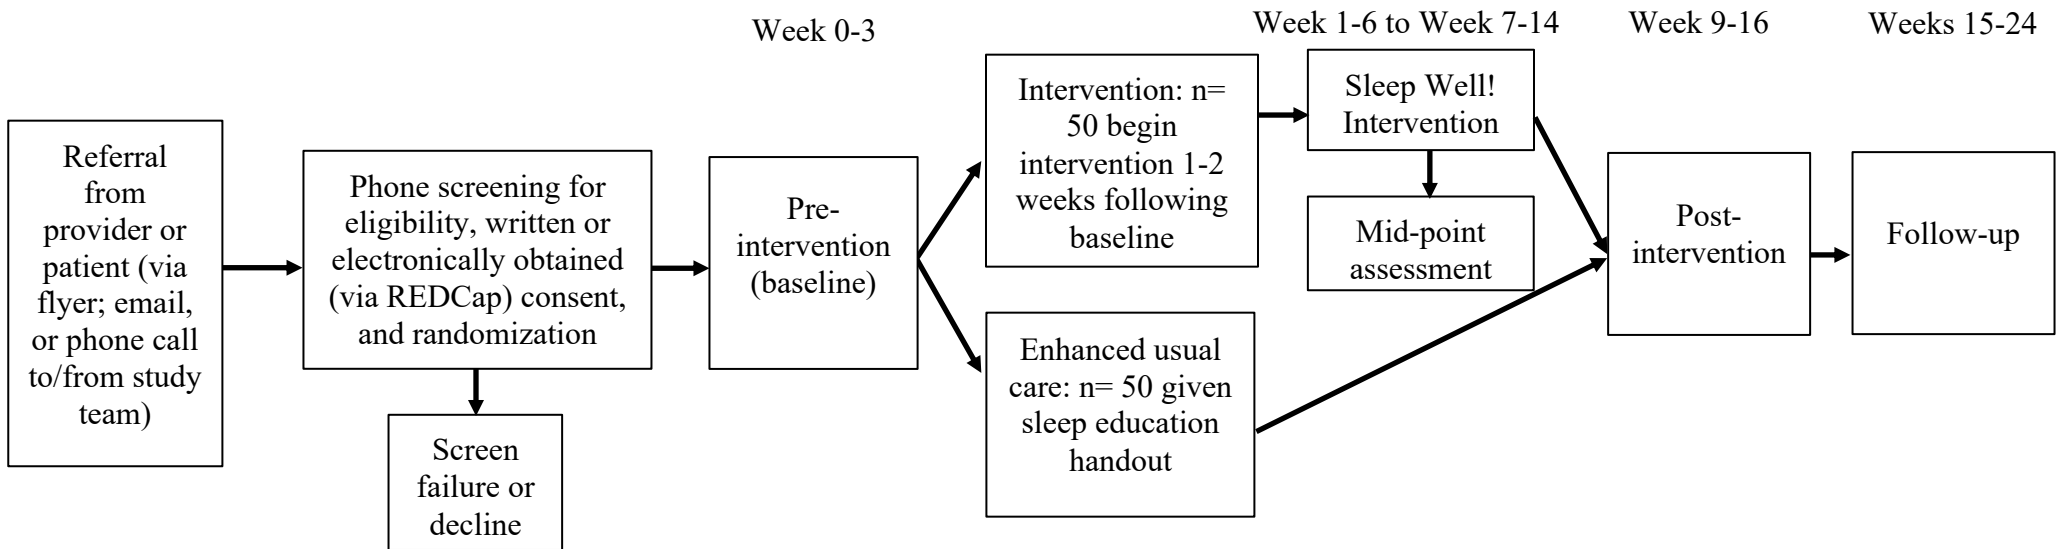 Week 0-3
Week 1-6 to Week 7-14
Week 9-16
Weeks 15-24
Referral
from
provider or
patient (via
flyer; email,
or phone call
to/from study
team)
Phone screening for
eligibility, written or
electronically obtained
(via REDCap) consent,
and randomization
Screen
failure or
decline
Pre-
intervention
(baseline)
Intervention: n=
50 begin
intervention 1-2
weeks following
baseline
Enhanced usual
care: n= 50 given
sleep education
handout
Sleep Well!
Intervention
Mid-point
assessment
Post-
intervention
Follow-up